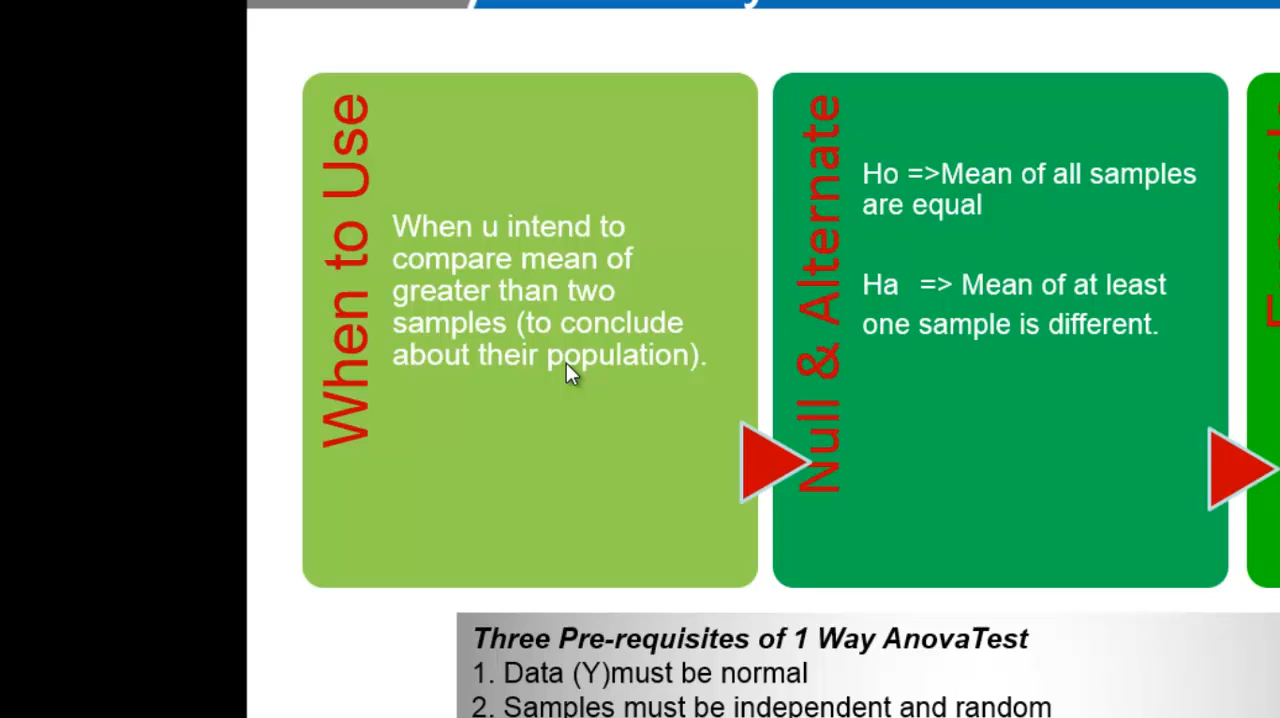 When to Use
When u intend to
compare mean of
greater than two
samples (to conclude
about their population).
Null & Alternate
Ho =>Mean of all samples
are equal
Ha => Mean of at least
one sample is different.
Three Pre-requisites of 1 Way AnovaTest
1. Data (Y)must be normal
2. Samples must be independent and random